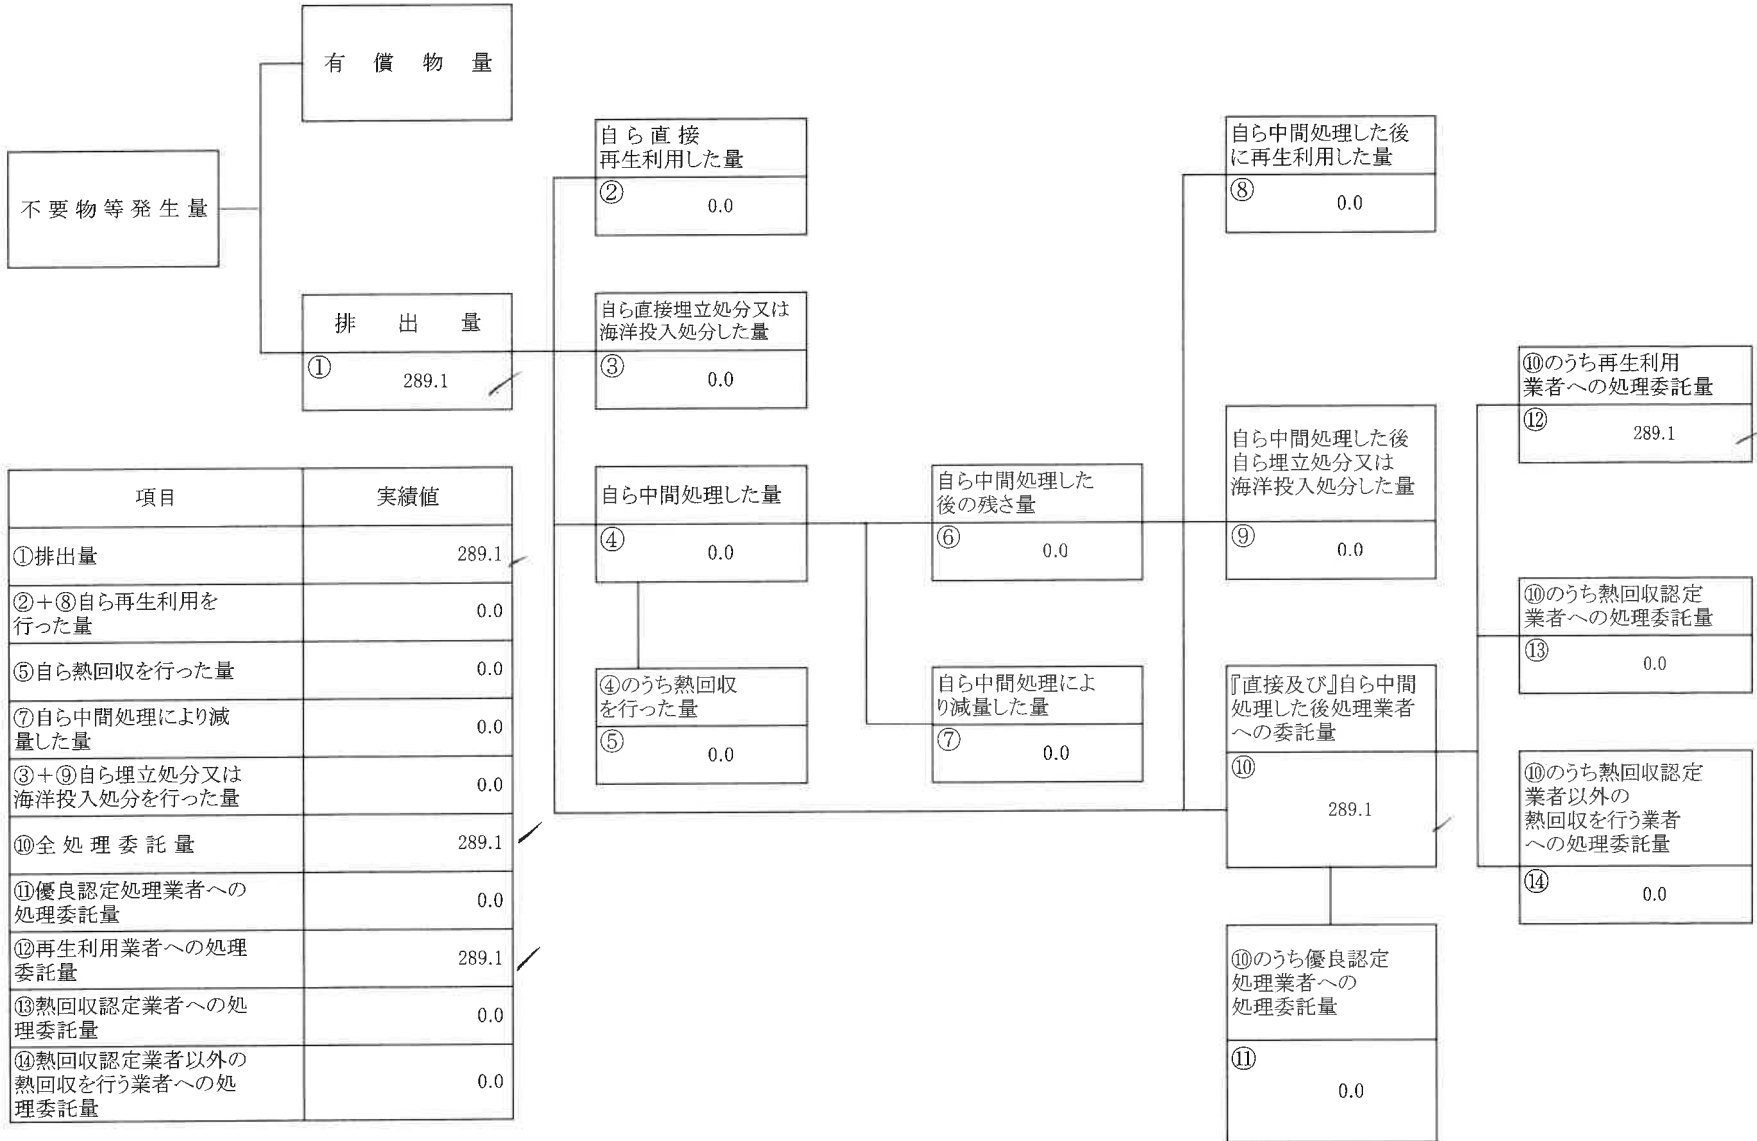 有償物量
不要物等発生量
排出量
①
289.1
自ら直接
再生利用した量
②
0.0
自ら直接埋立処分又は
海洋投入処分した量
③
0.0
自ら中間処理した量
④
0.0
④のうち熱回収
を行った量
⑤
0.0
自ら中間処理した
後の残さ量
⑥
0.0
自ら中間処理によ
り減量した量
⑦
0.0
自ら中間処理した後
に再生利用した量
⑧
0.0
自ら中間処理した後
自ら埋立処分又は
海洋投入処分した量
⑨
0.0
『直接及び』自ら中間
処理した後処理業者
への委託量
⑩
289.1
⑩のうち優良認定
処理業者への
処理委託量
⑪
0.0
⑩のうち再生利用
業者への処理委託量
⑫
289.1
⑩のうち熱回収認定
業者への処理委託量
⑬
0.0
⑩のうち熱回収認定
業者以外の
熱回収を行う業者
への処理委託量
⑭
0.0
項目 実績値
①排出量 289.1
②+⑧自ら再生利用を
行った量 0.0
⑤自ら熱回収を行った量 0.0
⑦自ら中間処理により減
量した量 0.0
③+⑨自ら埋立処分又は
海洋投入処分を行った量 0.0
⑩全処理委託量 289.1
⑪優良認定処理業者への
処理委託量 0.0
⑫再生利用業者への処理
委託量 289.1
⑬熱回収認定業者への処
理委託量 0.0
⑭熱回収認定業者以外の
熱回収を行う業者への処
理委託量 0.0